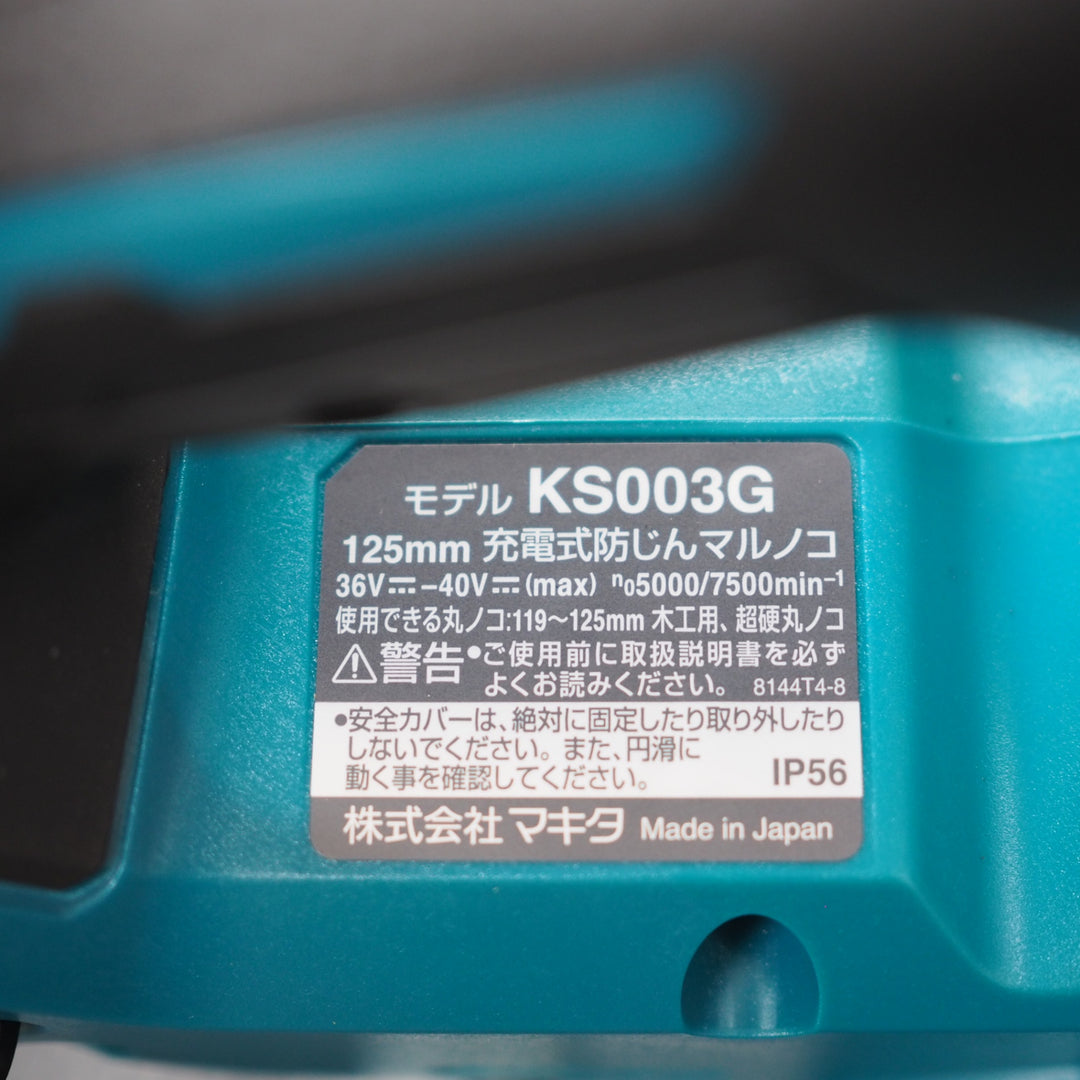 モデル KS003G
125mm 充電式防じんマルノコ
36V⎓-40V⎓(max) n₀5000/7500min⁻¹
使用できる丸ノコ:119～125mm 木工用、超硬丸ノコ
⚠警告 •ご使用前に取扱説明書を必ず
よくお読みください。 8144T4-8
•安全カバーは、絶対に固定したり取り外したり
しないでください。また、円滑に
動く事を確認してください。 IP56
株式会社マキタ Made in Japan